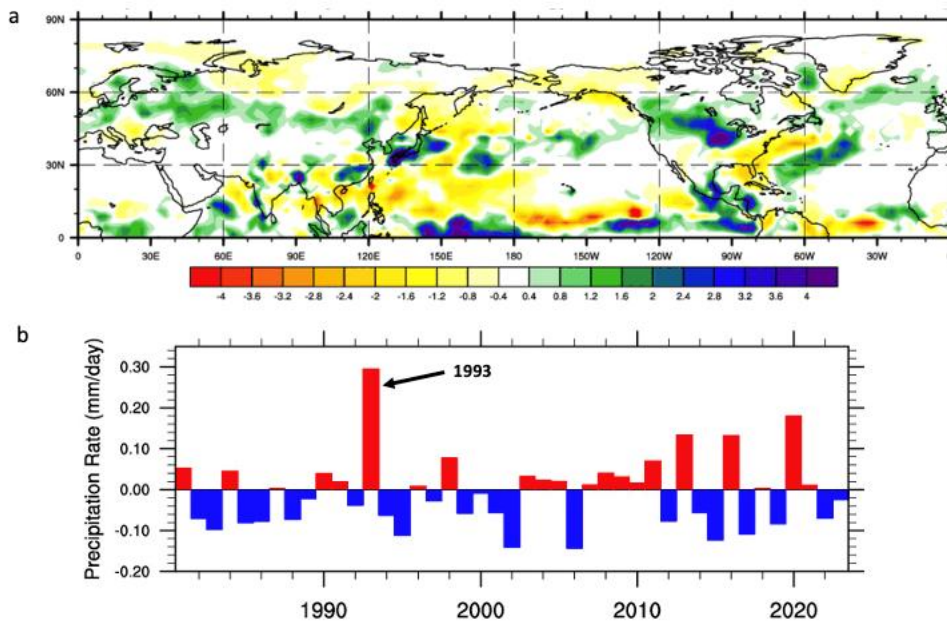 a
90N
60N
30N
0
0 30E 60E 90E 120E 150E 180 150W 120W 90W 60W 30W 0
-4 -3.6 -3.2 -2.8 -2.4 -2 -1.6 -1.2 -0.8 -0.4 0.4 0.8 1.2 1.6 2 2.4 2.8 3.2 3.6 4
b
Precipitation Rate (mm/day)
0.30
1993
0.20
0.10
0.00
-0.10
-0.20
1990 2000 2010 2020